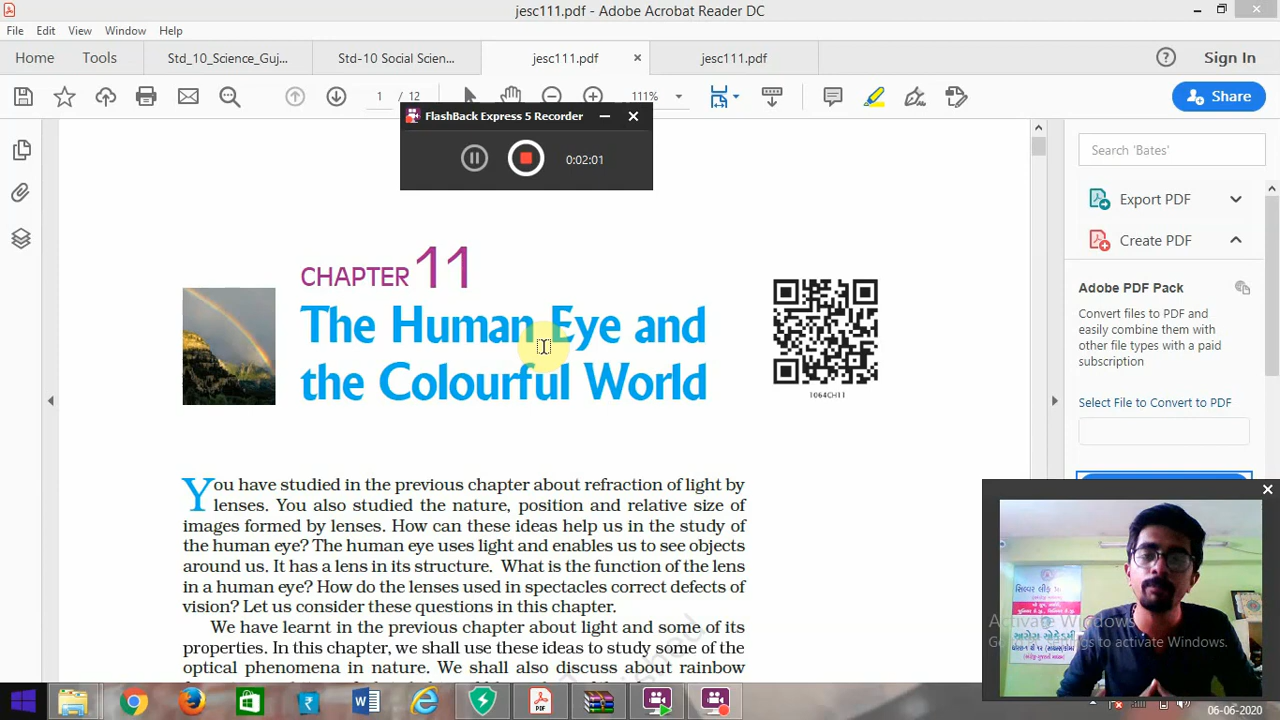 jesc111.pdf - Adobe Acrobat Reader DC
File Edit View Window Help
Home Tools Std_10_Science_Guj... Std-10 Social Scien... jesc111.pdf × jesc111.pdf Sign In
1 / 12 111% Share
FlashBack Express 5 Recorder
0:02:01
Search 'Bates'
Export PDF
Create PDF
Adobe PDF Pack
Convert files to PDF and
easily combine them with
other file types with a paid
subscription
Select File to Convert to PDF
CHAPTER 11
The Human Eye and
the Colourful World
1064CH11
You have studied in the previous chapter about refraction of light by
lenses. You also studied the nature, position and relative size of
images formed by lenses. How can these ideas help us in the study of
the human eye? The human eye uses light and enables us to see objects
around us. It has a lens in its structure. What is the function of the lens
in a human eye? How do the lenses used in spectacles correct defects of
vision? Let us consider these questions in this chapter.
We have learnt in the previous chapter about light and some of its
properties. In this chapter, we shall use these ideas to study some of the
optical phenomena in nature. We shall also discuss about rainbow
સિલ્વર લીફ
Activate Windows
Settings to activate Windows.
06-06-2020